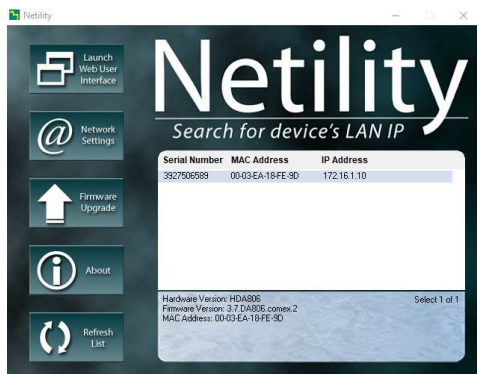 Netility
Launch
Web User
Interface
Network
Settings
Firmware
Upgrade
About
Refresh
List
Netility
Search for device's LAN IP
Serial Number MAC Address IP Address
3927506589 00-03-EA-18-FE-9D 172.16.1.10
Hardware Version: HDA806 Select 1 of 1
Firmware Version: 3.7.DA806.comex.2
MAC Address: 00-03-EA-18-FE-9D